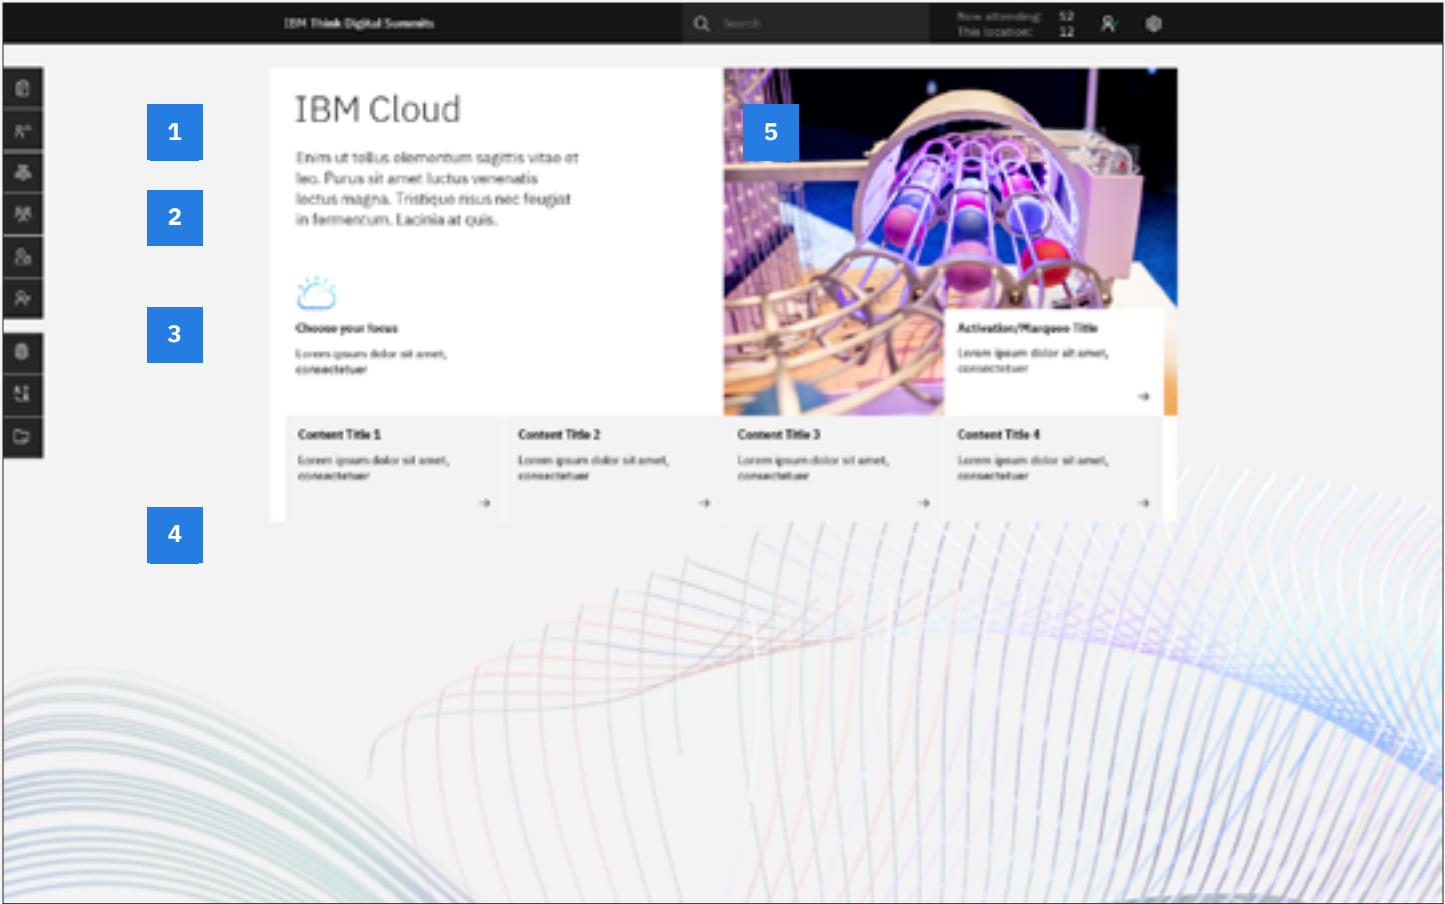 IBM Think Digital Summits
Search
Now attending: 52
This location: 12
1
IBM Cloud
5
Enim ut tellus elementum sagittis vitae et
leo. Purus sit amet luctus venenatis
lectus magna. Tristique risus nec feugiat
in fermentum. Lacinia at quis.
2
3
Choose your focus
Lorem ipsum dolor sit amet,
consectetuer
Activation/Marquee Title
Lorem ipsum dolor sit amet,
consectetuer
Content Title 1
Lorem ipsum dolor sit amet,
consectetuer
Content Title 2
Lorem ipsum dolor sit amet,
consectetuer
Content Title 3
Lorem ipsum dolor sit amet,
consectetuer
Content Title 4
Lorem ipsum dolor sit amet,
consectetuer
4